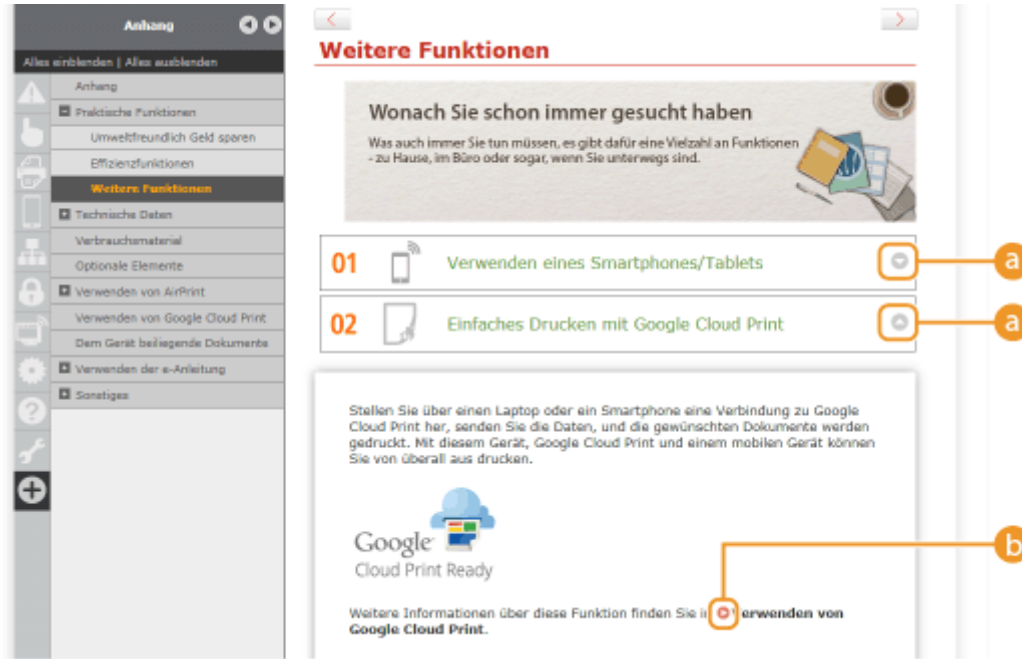 Anhang
Alles einblenden | Alles ausblenden
Anhang
Praktische Funktionen
Umweltfreundlich Geld sparen
Effizienzfunktionen
Weitere Funktionen
Technische Daten
Verbrauchsmaterial
Optionale Elemente
Verwenden von AirPrint
Verwenden von Google Cloud Print
Dem Gerät beiliegende Dokumente
Verwenden der e-Anleitung
Sonstiges
Weitere Funktionen
Wonach Sie schon immer gesucht haben
Was auch immer Sie tun müssen, es gibt dafür eine Vielzahl an Funktionen
- zu Hause, im Büro oder sogar, wenn Sie unterwegs sind.
01 Verwenden eines Smartphones/Tablets
a
02 Einfaches Drucken mit Google Cloud Print
a
Stellen Sie über einen Laptop oder ein Smartphone eine Verbindung zu Google
Cloud Print her, senden Sie die Daten, und die gewünschten Dokumente werden
gedruckt. Mit diesem Gerät, Google Cloud Print und einem mobilen Gerät können
Sie von überall aus drucken.
Google
Cloud Print Ready
b
Weitere Informationen über diese Funktion finden Sie i erwenden von
Google Cloud Print.